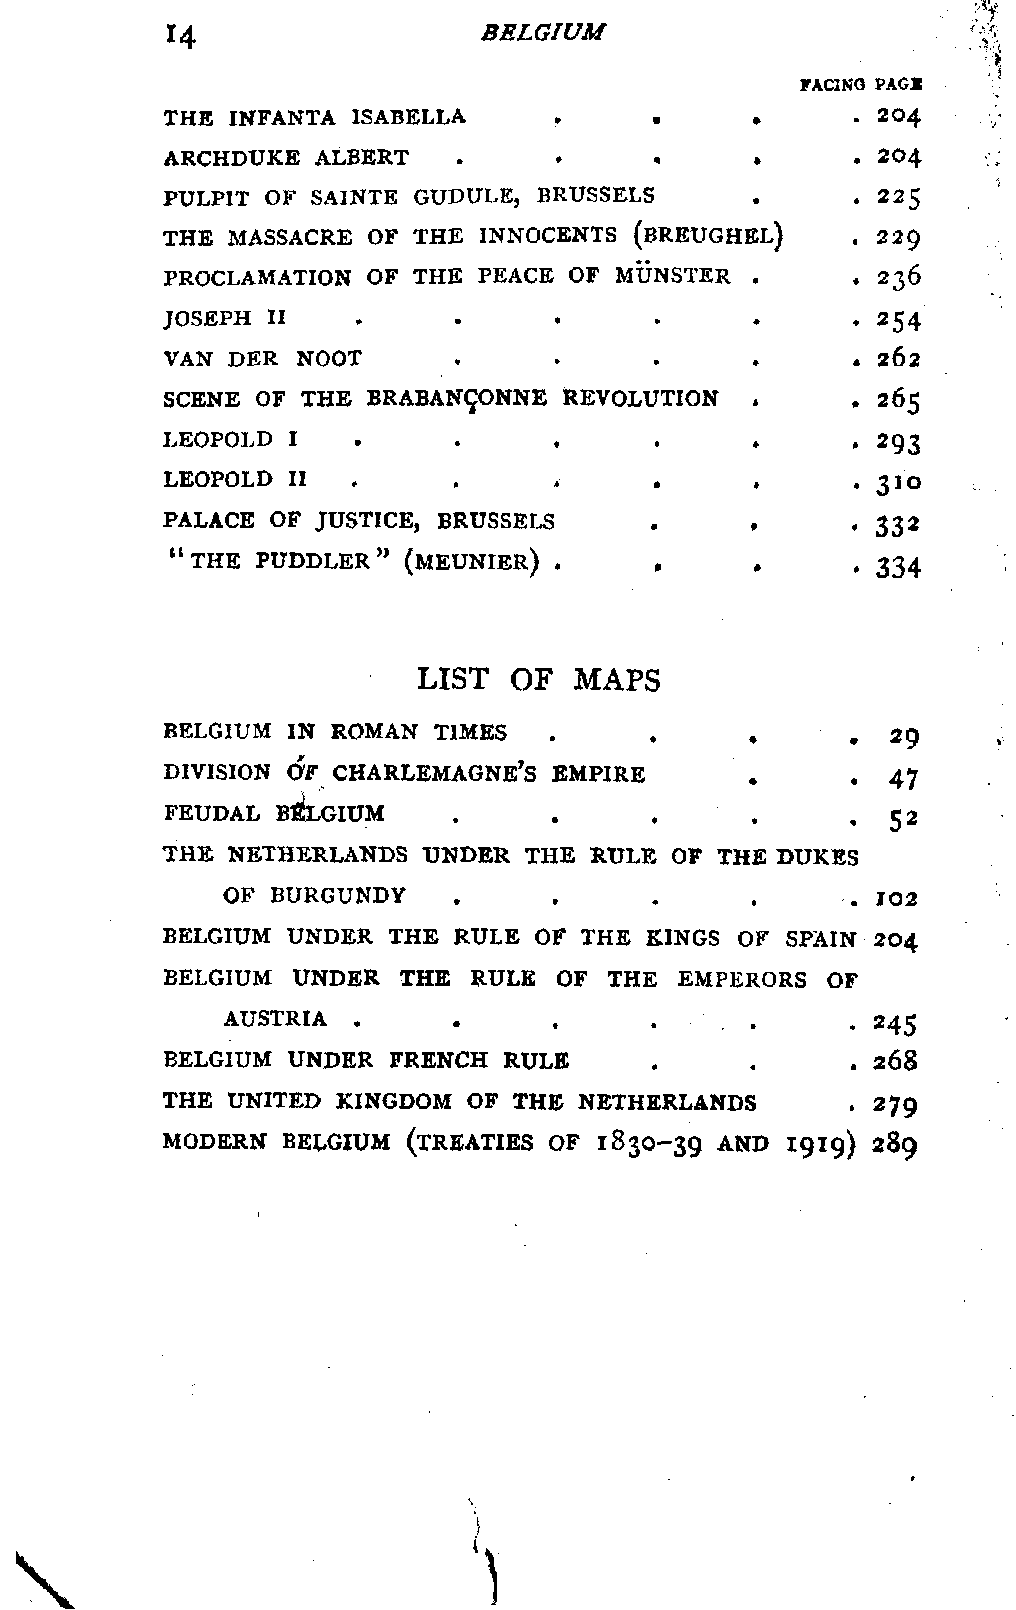 14 BELGIUM
FACING PAGE
THE INFANTA ISABELLA . . . . 204
ARCHDUKE ALBERT . . . . . 204
PULPIT OF SAINTE GUDULE, BRUSSELS . . 225
THE MASSACRE OF THE INNOCENTS (BREUGHEL) . 229
PROCLAMATION OF THE PEACE OF MÜNSTER . . 236
JOSEPH II . . . . . . 254
VAN DER NOOT . . . . . 262
SCENE OF THE BRABANÇONNE REVOLUTION . . 265
LEOPOLD I . . . . . . 293
LEOPOLD II . . . . . . 310
PALACE OF JUSTICE, BRUSSELS . . . 332
"THE PUDDLER" (MEUNIER) . . . . 334
LIST OF MAPS
BELGIUM IN ROMAN TIMES . . . . 29
DIVISION OF CHARLEMAGNE'S EMPIRE . . 47
FEUDAL BELGIUM . . . . . 52
THE NETHERLANDS UNDER THE RULE OF THE DUKES
OF BURGUNDY . . . . . 102
BELGIUM UNDER THE RULE OF THE KINGS OF SPAIN 204
BELGIUM UNDER THE RULE OF THE EMPERORS OF
AUSTRIA . . . . . . 245
BELGIUM UNDER FRENCH RULE . . . 268
THE UNITED KINGDOM OF THE NETHERLANDS . 279
MODERN BELGIUM (TREATIES OF 1830–39 AND 1919) 289